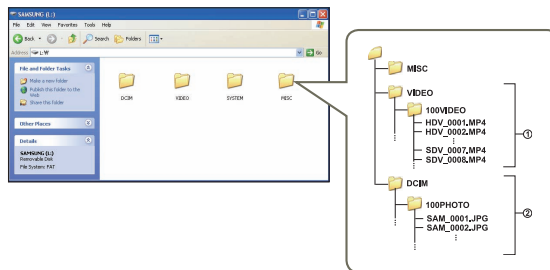 SAMSUNG (L:)
File Edit View Favorites Tools Help
Back Search Folders
Address L:￦ Go
File and Folder Tasks
Make a new folder
Publish this folder to the Web
Share this folder
Other Places
Details
SAMSUNG (L:)
Removable Disk
File System: FAT
DCIM VIDEO SYSTEM MISC
MISC
VIDEO
100VIDEO
HDV_0001.MP4
HDV_0002.MP4
SDV_0007.MP4
SDV_0008.MP4
①
DCIM
100PHOTO
SAM_0001.JPG
SAM_0002.JPG
②